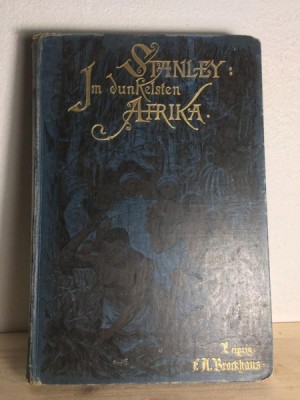 STANLEY:
Im dunkelsten
AFRIKA.
Leipzig
F. A. Brockhaus.